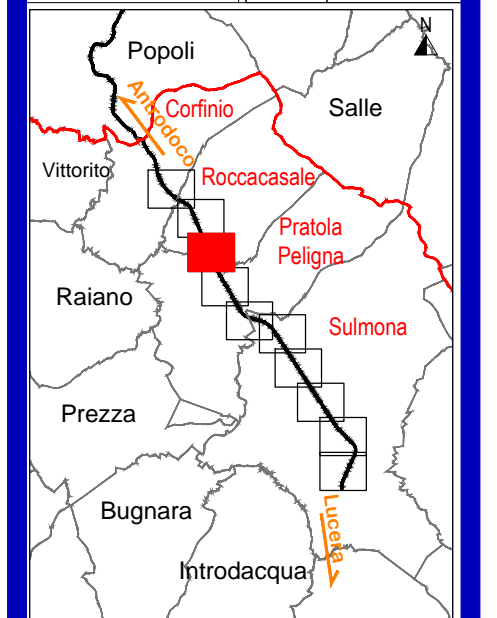 N
Popoli
Antrodoco
Corfinio
Salle
Vittorito
Roccacasale
Pratola
Peligna
Raiano
Sulmona
Prezza
Lucera
Bugnara
Introdacqua